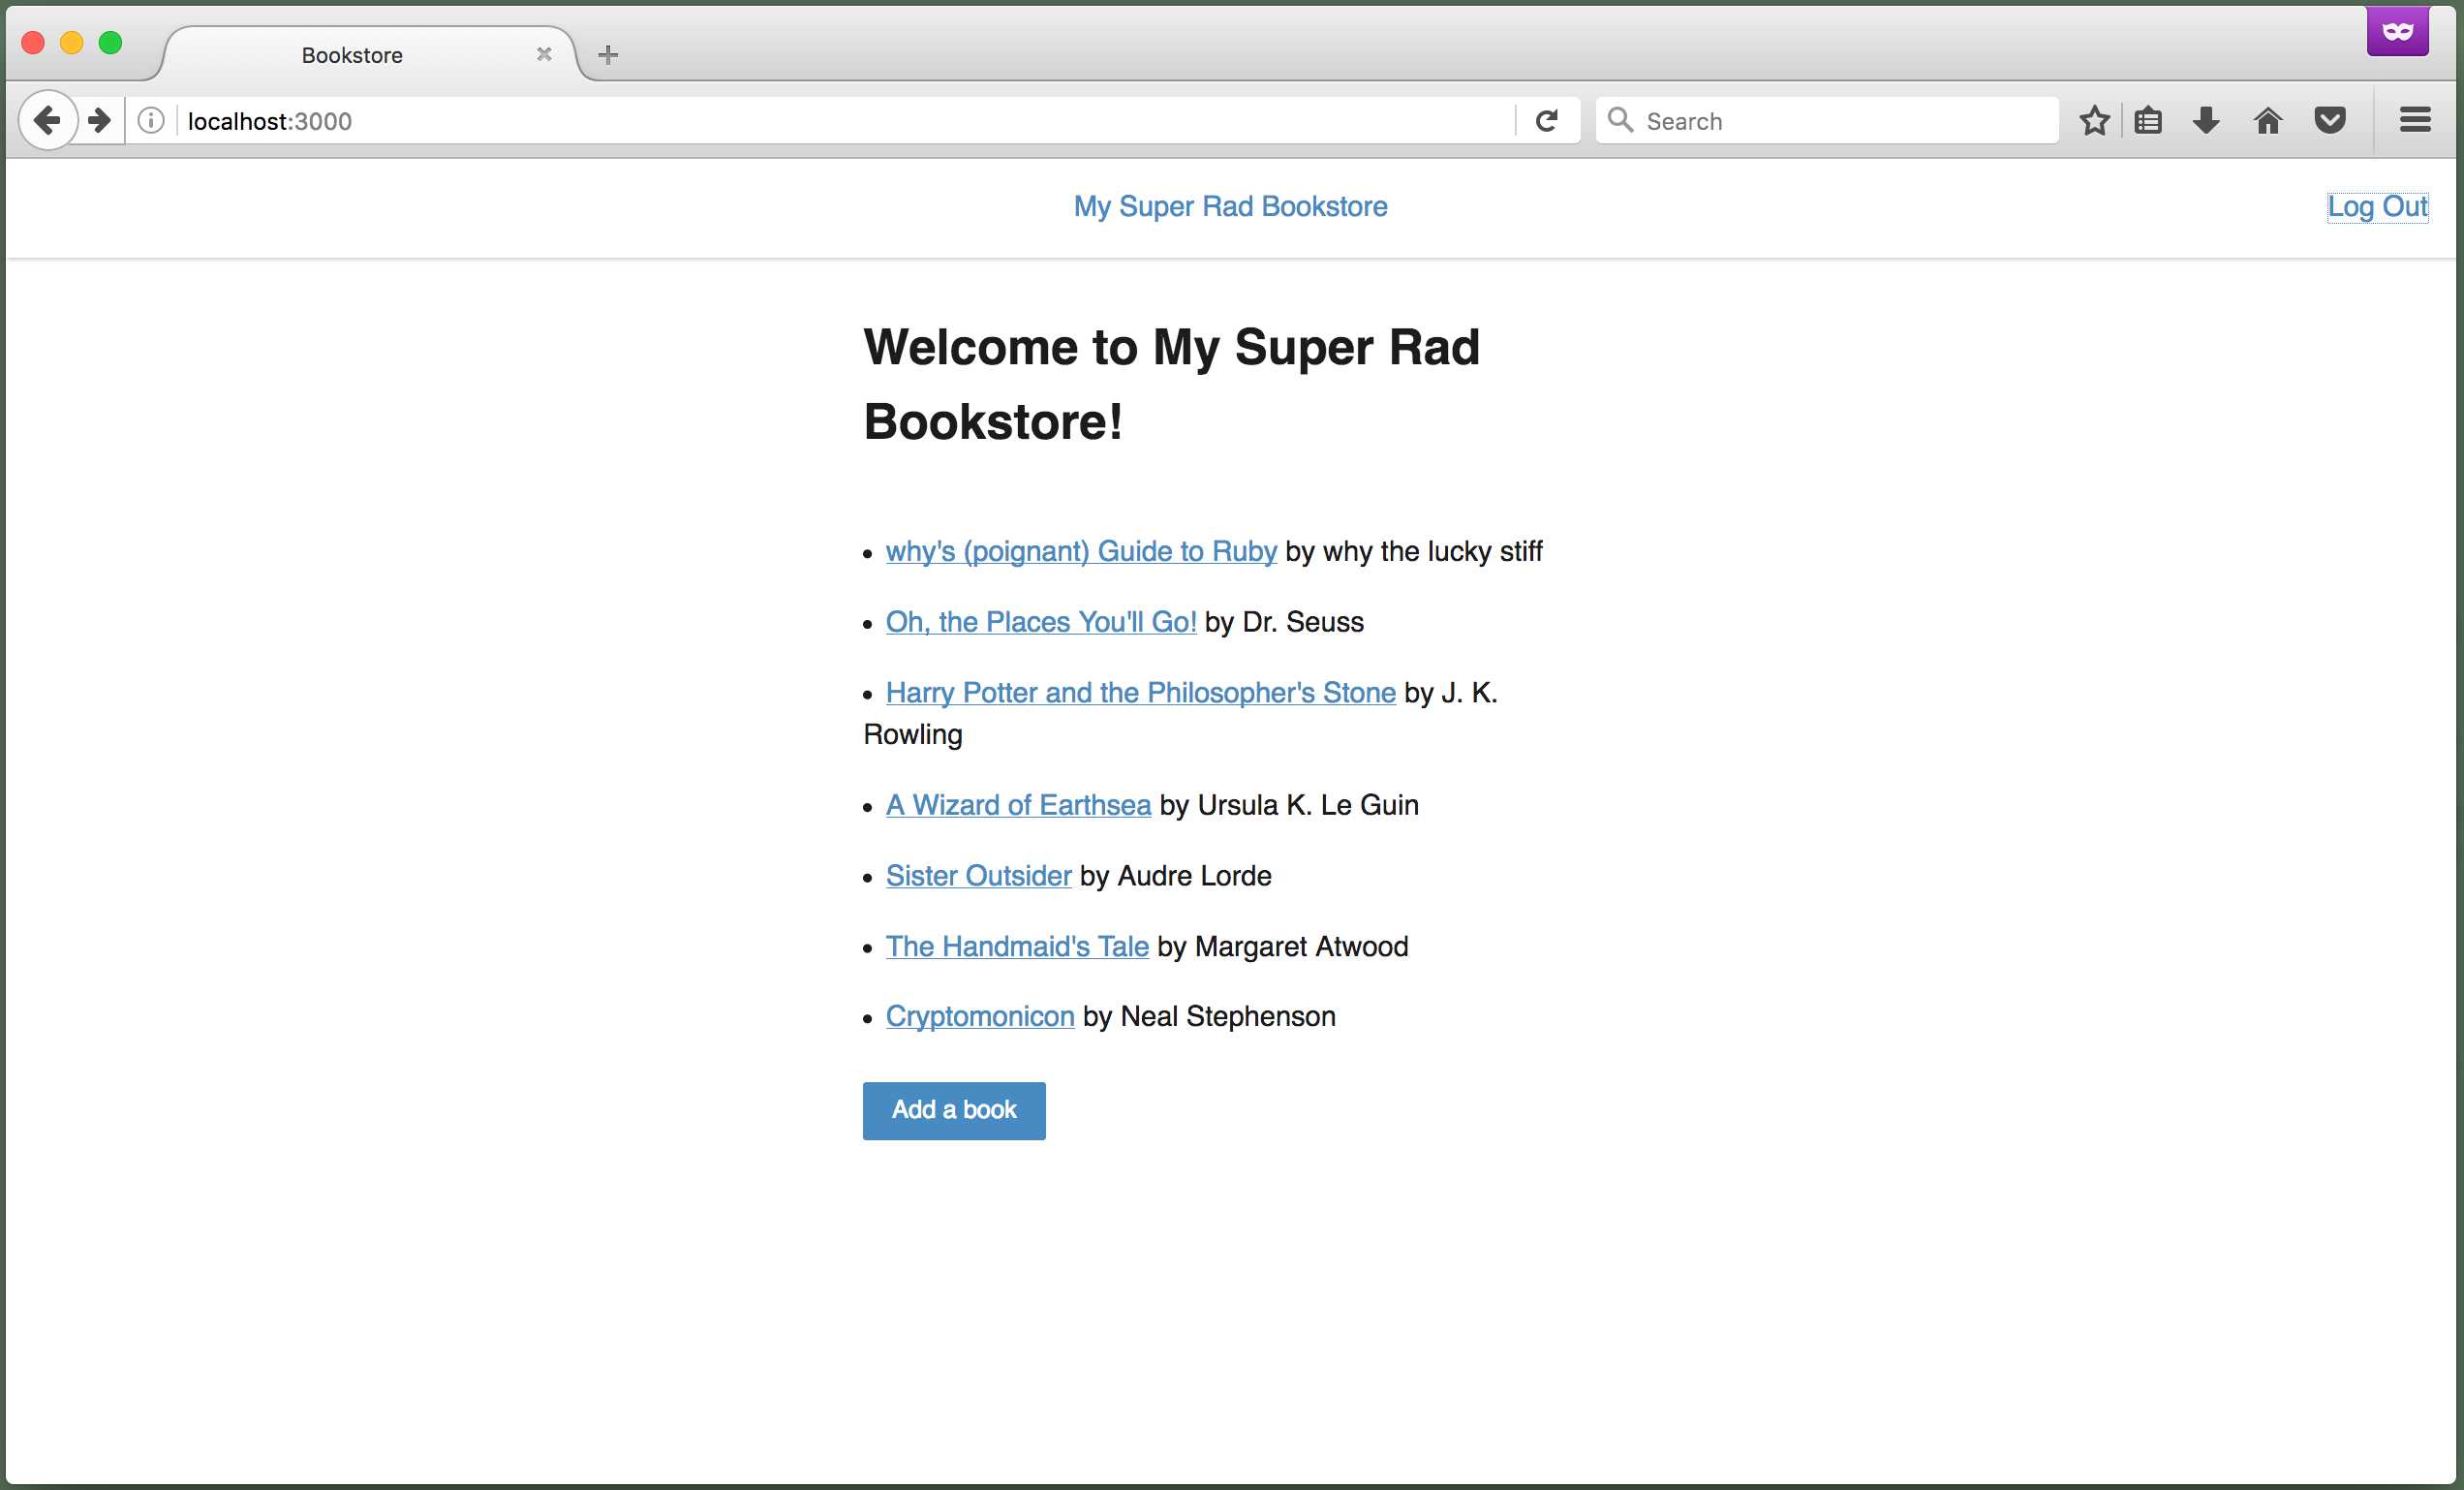 Bookstore
localhost:3000
Search
My Super Rad Bookstore
Log Out
Welcome to My Super Rad
Bookstore!
• why's (poignant) Guide to Ruby by why the lucky stiff
• Oh, the Places You'll Go! by Dr. Seuss
• Harry Potter and the Philosopher's Stone by J. K.
Rowling
• A Wizard of Earthsea by Ursula K. Le Guin
• Sister Outsider by Audre Lorde
• The Handmaid's Tale by Margaret Atwood
• Cryptomonicon by Neal Stephenson
Add a book